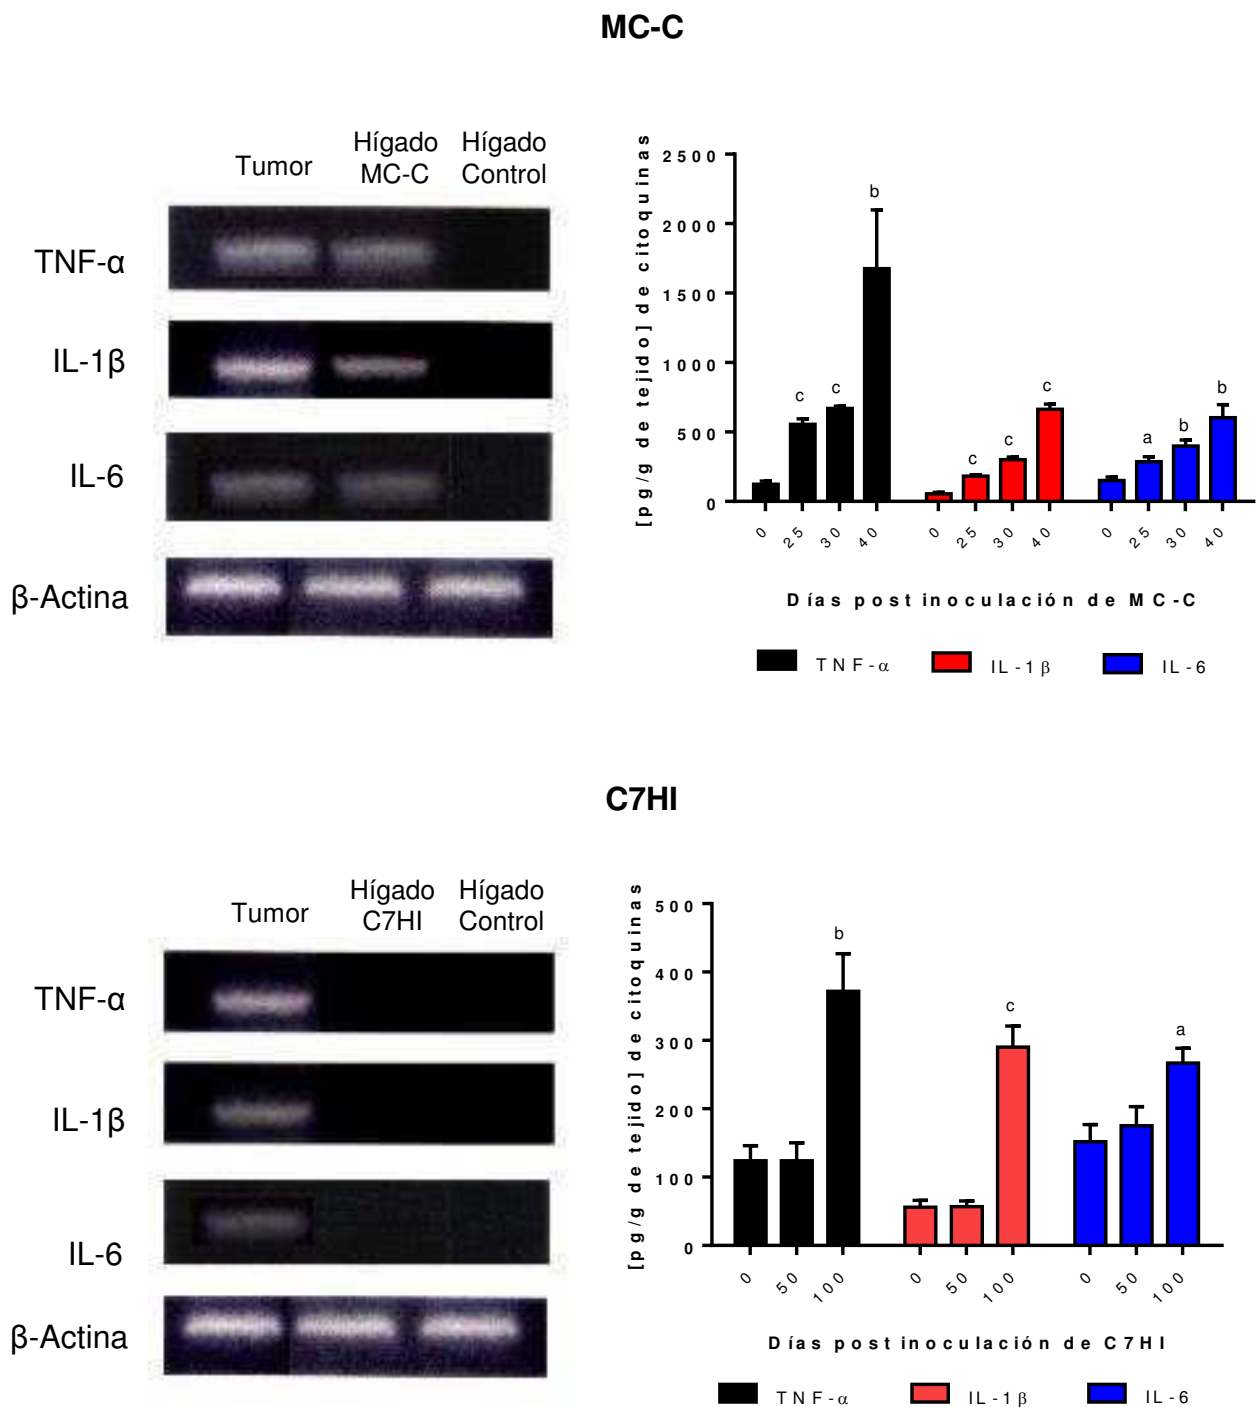 MC-C
Tumor
Hígado
MC-C
Hígado
Control
TNF-α
IL-1β
IL-6
β-Actina
[pg/g de tejido] de citoquinas
2500
2000
1500
1000
500
0
b
c
c
c
c
c
b
b
a
0
25
30
40
0
25
30
40
0
25
30
40
Días post inoculación de MC-C
TNF-α
IL-1β
IL-6
C7HI
Tumor
Hígado
C7HI
Hígado
Control
TNF-α
IL-1β
IL-6
β-Actina
[pg/g de tejido] de citoquinas
500
400
300
200
100
0
b
c
a
0
50
100
0
50
100
0
50
100
Días post inoculación de C7HI
TNF-α
IL-1β
IL-6